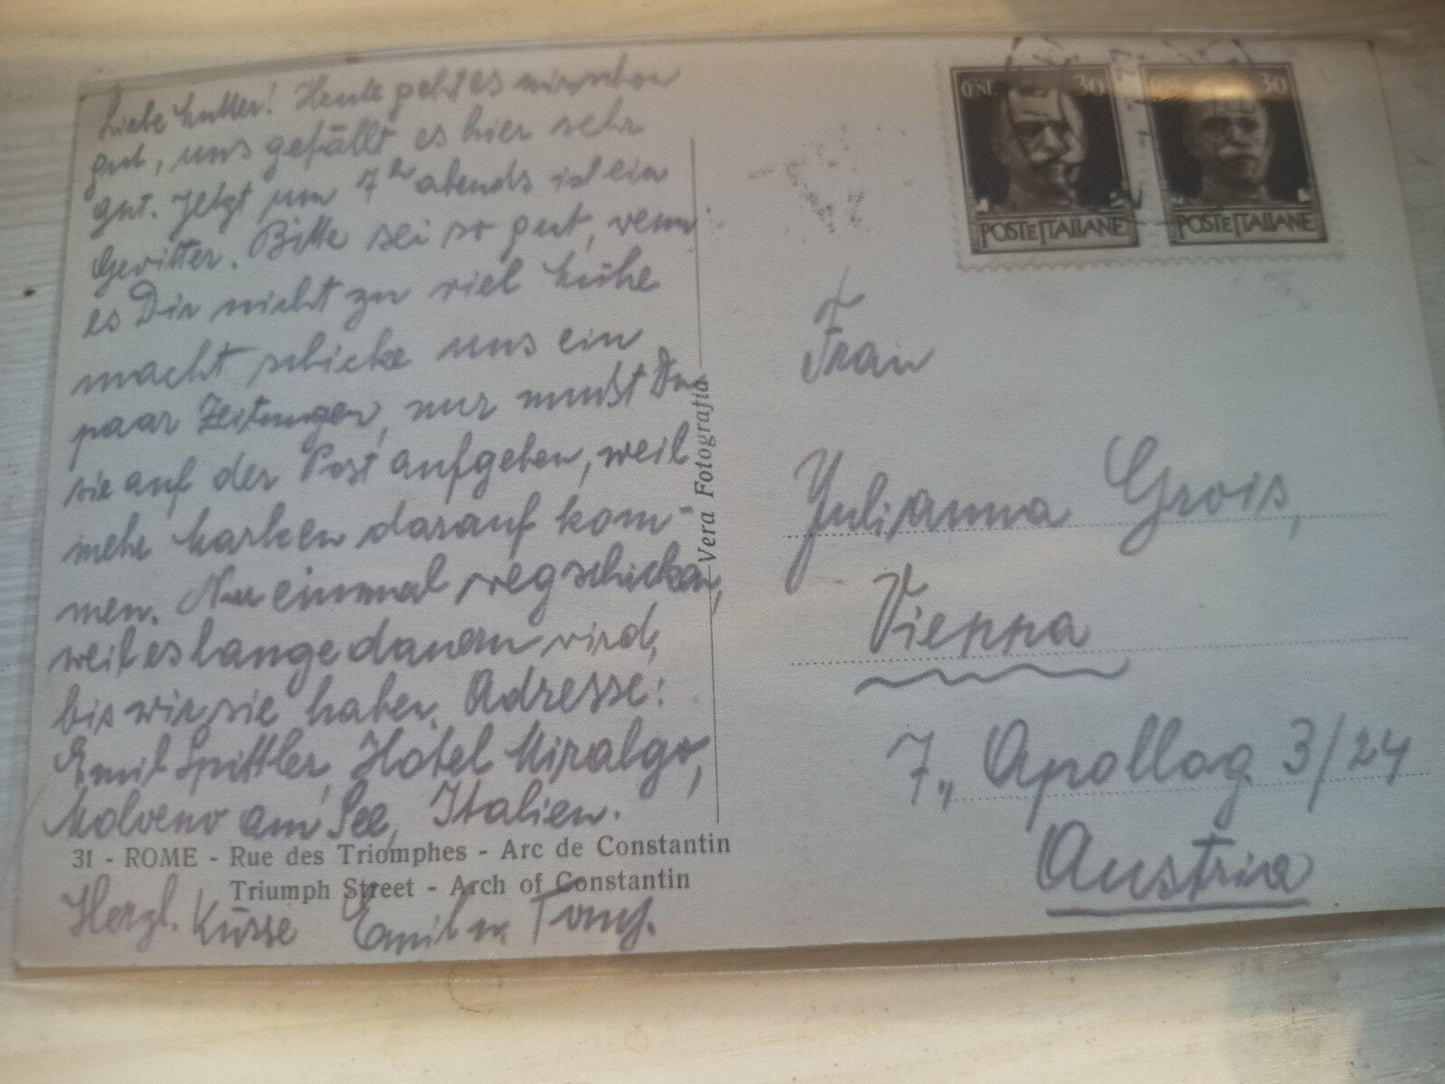 Liebe Mutter! Heute geht es mir schon
gut, uns gefällt es hier sehr
gut. Jetzt um 7 h abends ist ein
Gewitter. Bitte sei so gut, wenn
es Dir nicht zu viel Mühe
macht schicke uns ein
paar Zeitungen, nur mußt Du
sie auf der Post aufgeben, weil
mehr Marken darauf kom-
men. Nur einmal wegschicken,
weil es lange dauern wird,
bis wir sie haben. Adresse:
Emil Spittler, Hotel Miralgo,
Molveno am See, Italien.
31 - ROME - Rue des Triomphes - Arc de Constantin
Triumph Street - Arch of Constantin
Herzl. Küsse Emil u. Tony.
Vera Fotografia
CENT. 30
POSTE ITALIANE
CENT. 30
POSTE ITALIANE
Frau
Julianna Grois,
Vienna
7., Apollog. 3/24
Austria